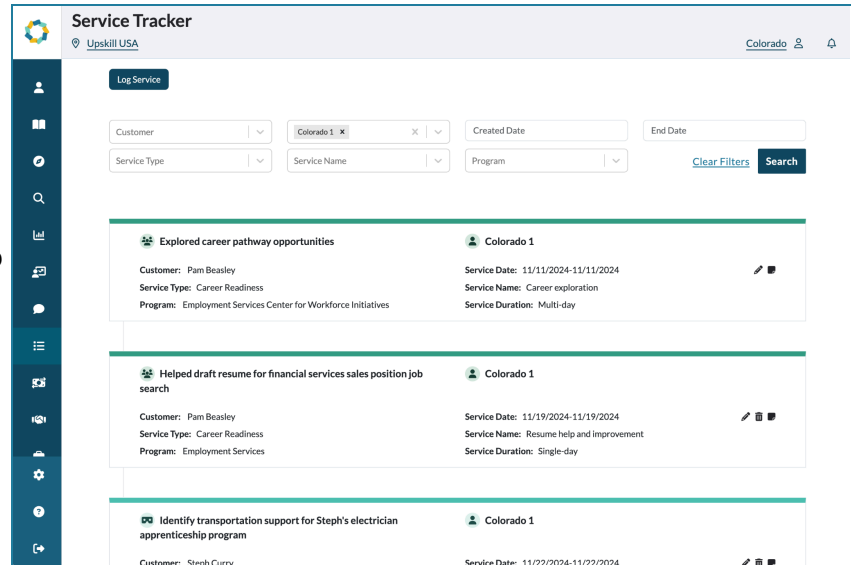 Service Tracker
Upskill USA
Colorado
Log Service
Customer
Colorado 1
Created Date
End Date
Service Type
Service Name
Program
Clear Filters
Search
Explored career pathway opportunities
Colorado 1
Customer: Pam Beasley
Service Date: 11/11/2024-11/11/2024
Service Type: Career Readiness
Service Name: Career exploration
Program: Employment Services Center for Workforce Initiatives
Service Duration: Multi-day
Helped draft resume for financial services sales position job
search
Colorado 1
Customer: Pam Beasley
Service Date: 11/19/2024-11/19/2024
Service Type: Career Readiness
Service Name: Resume help and improvement
Program: Employment Services
Service Duration: Single-day
Identify transportation support for Steph's electrician
apprenticeship program
Colorado 1
Customer: Steph Curry
Service Date: 11/22/2024-11/22/2024